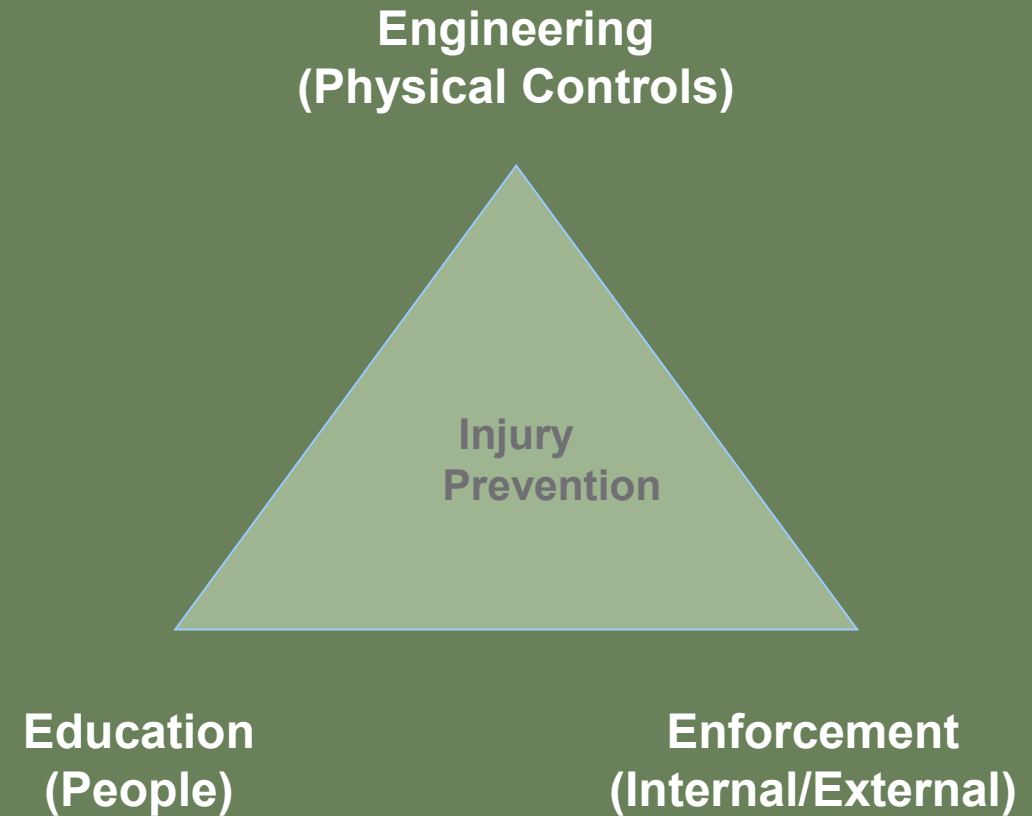 Engineering
(Physical Controls)
Injury
Prevention
Education
(People)
Enforcement
(Internal/External)